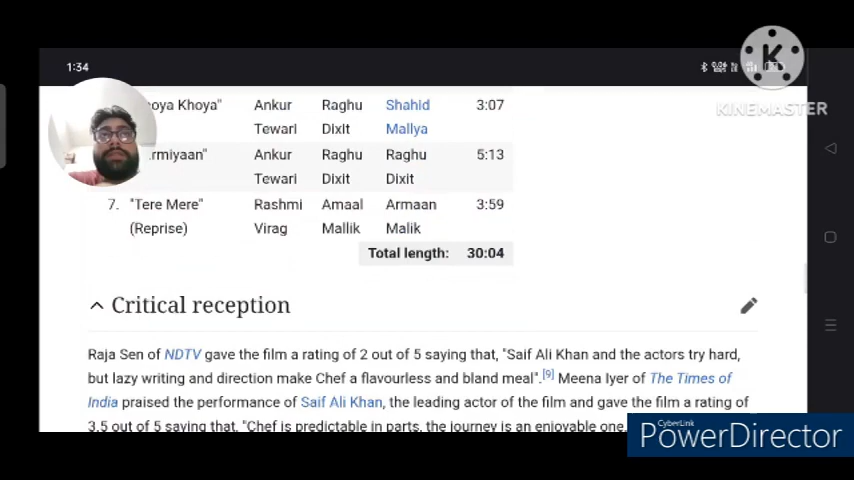 1:34
KINEMASTER
oya Khoya" Ankur Raghu Shahid 3:07
Tewari Dixit Mallya
rmiyaan" Ankur Raghu Raghu 5:13
Tewari Dixit Dixit
7. "Tere Mere" Rashmi Amaal Armaan 3:59
(Reprise) Virag Mallik Malik
Total length: 30:04
Critical reception
Raja Sen of NDTV gave the film a rating of 2 out of 5 saying that, "Saif Ali Khan and the actors try hard,
but lazy writing and direction make Chef a flavourless and bland meal".[9] Meena Iyer of The Times of
India praised the performance of Saif Ali Khan, the leading actor of the film and gave the film a rating of
3.5 out of 5 saying that, "Chef is predictable in parts, the journey is an enjoyable one.
CyberLink
PowerDirector